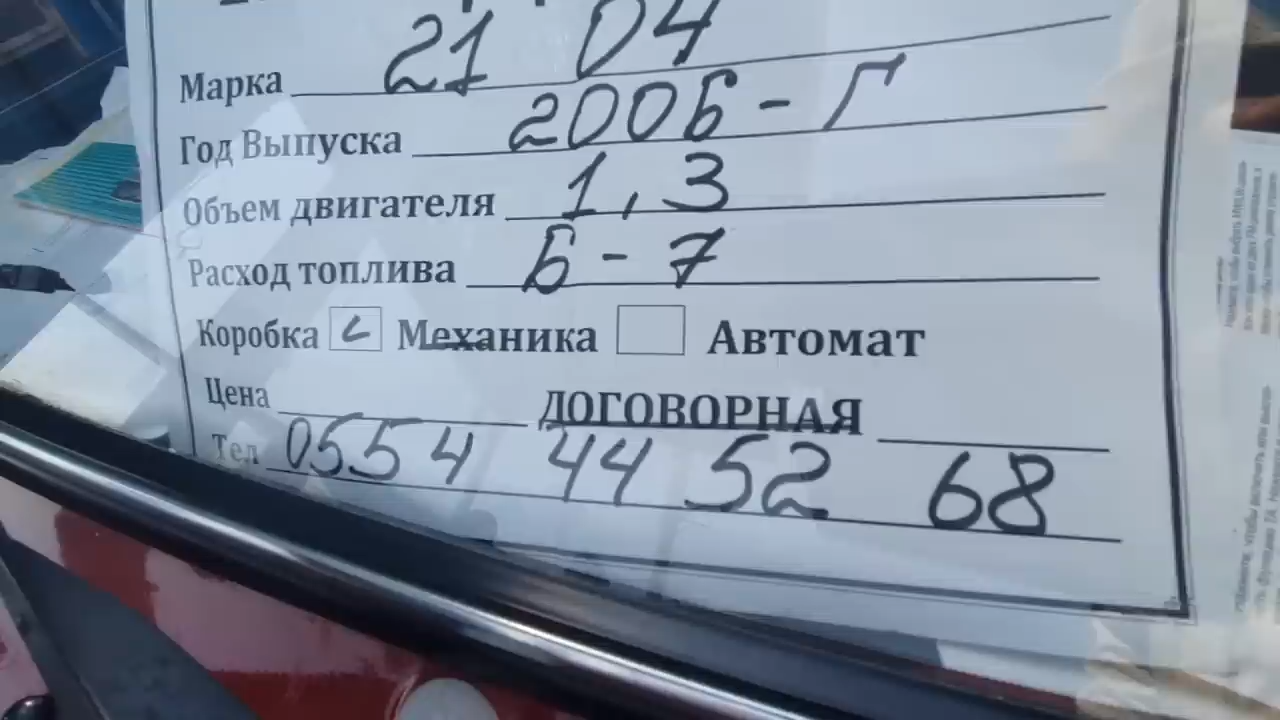 Марка 21 04
Год Выпуска 2006 - Г
Объем двигателя 1,3
Расход топлива 6 - 7
Коробка Механика Автомат
Цена ДОГОВОРНАЯ
Тел 0554 44 52 68